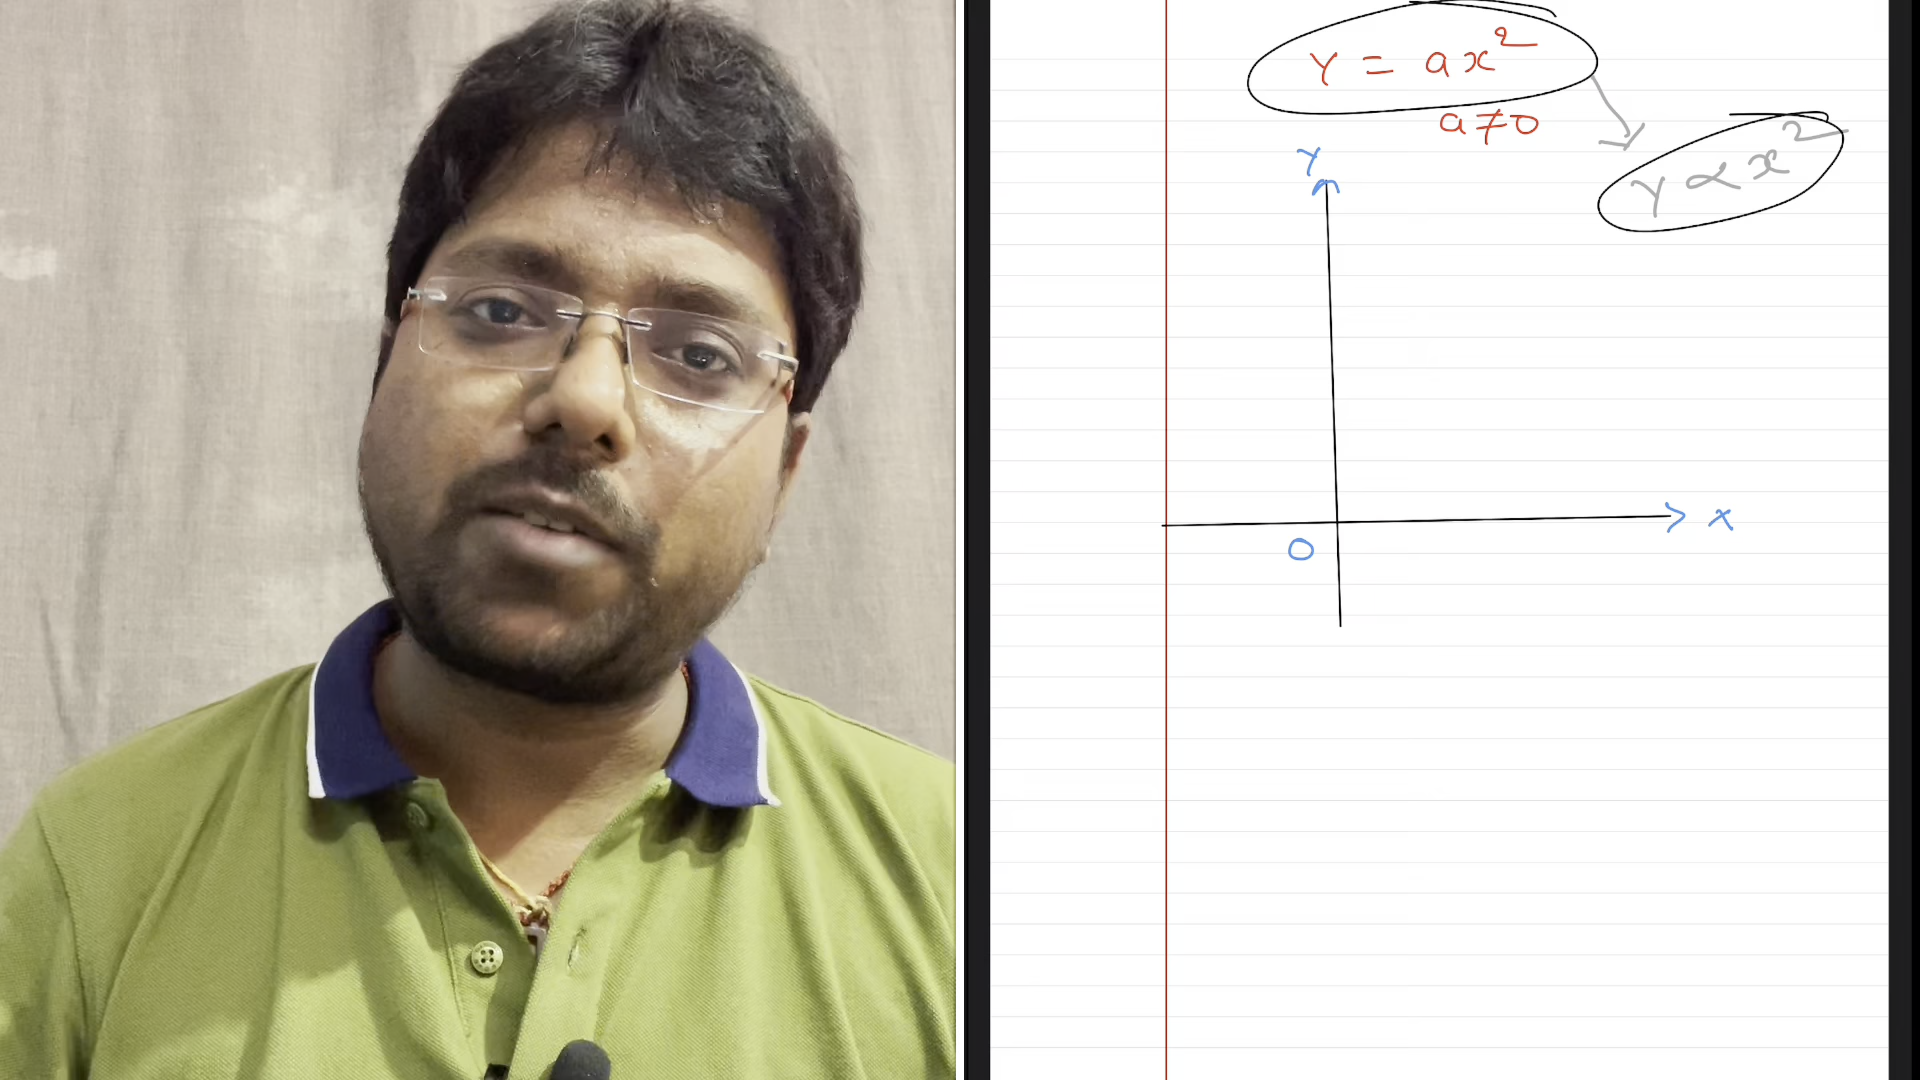 Y = ax²
a≠0
Y ∝ x²
Y
X
O